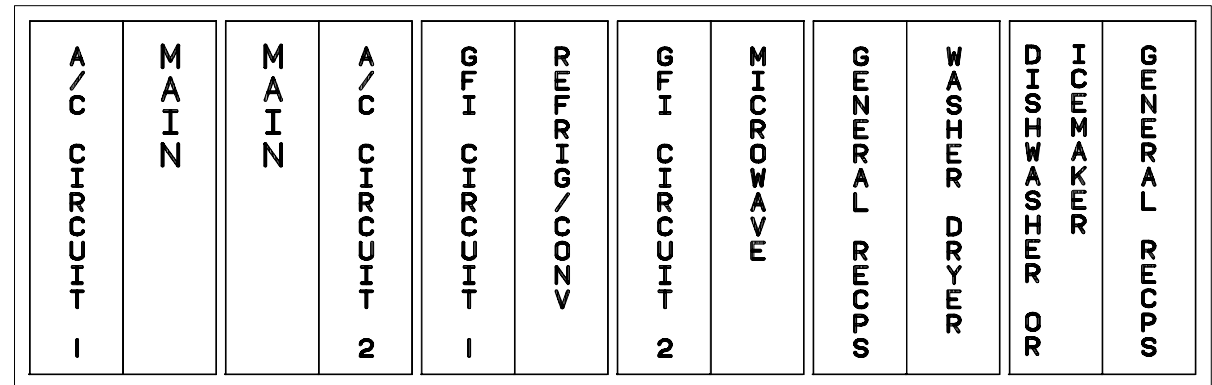 A/C CIRCUIT 1
MAIN
MAIN
A/C CIRCUIT 2
GFI CIRCUIT 1
REFRIG/CONV
GFI CIRCUIT 2
MICROWAVE
GENERAL RECPS
WASHER DRYER
DISHWASHER OR
ICEMAKER
GENERAL RECPS